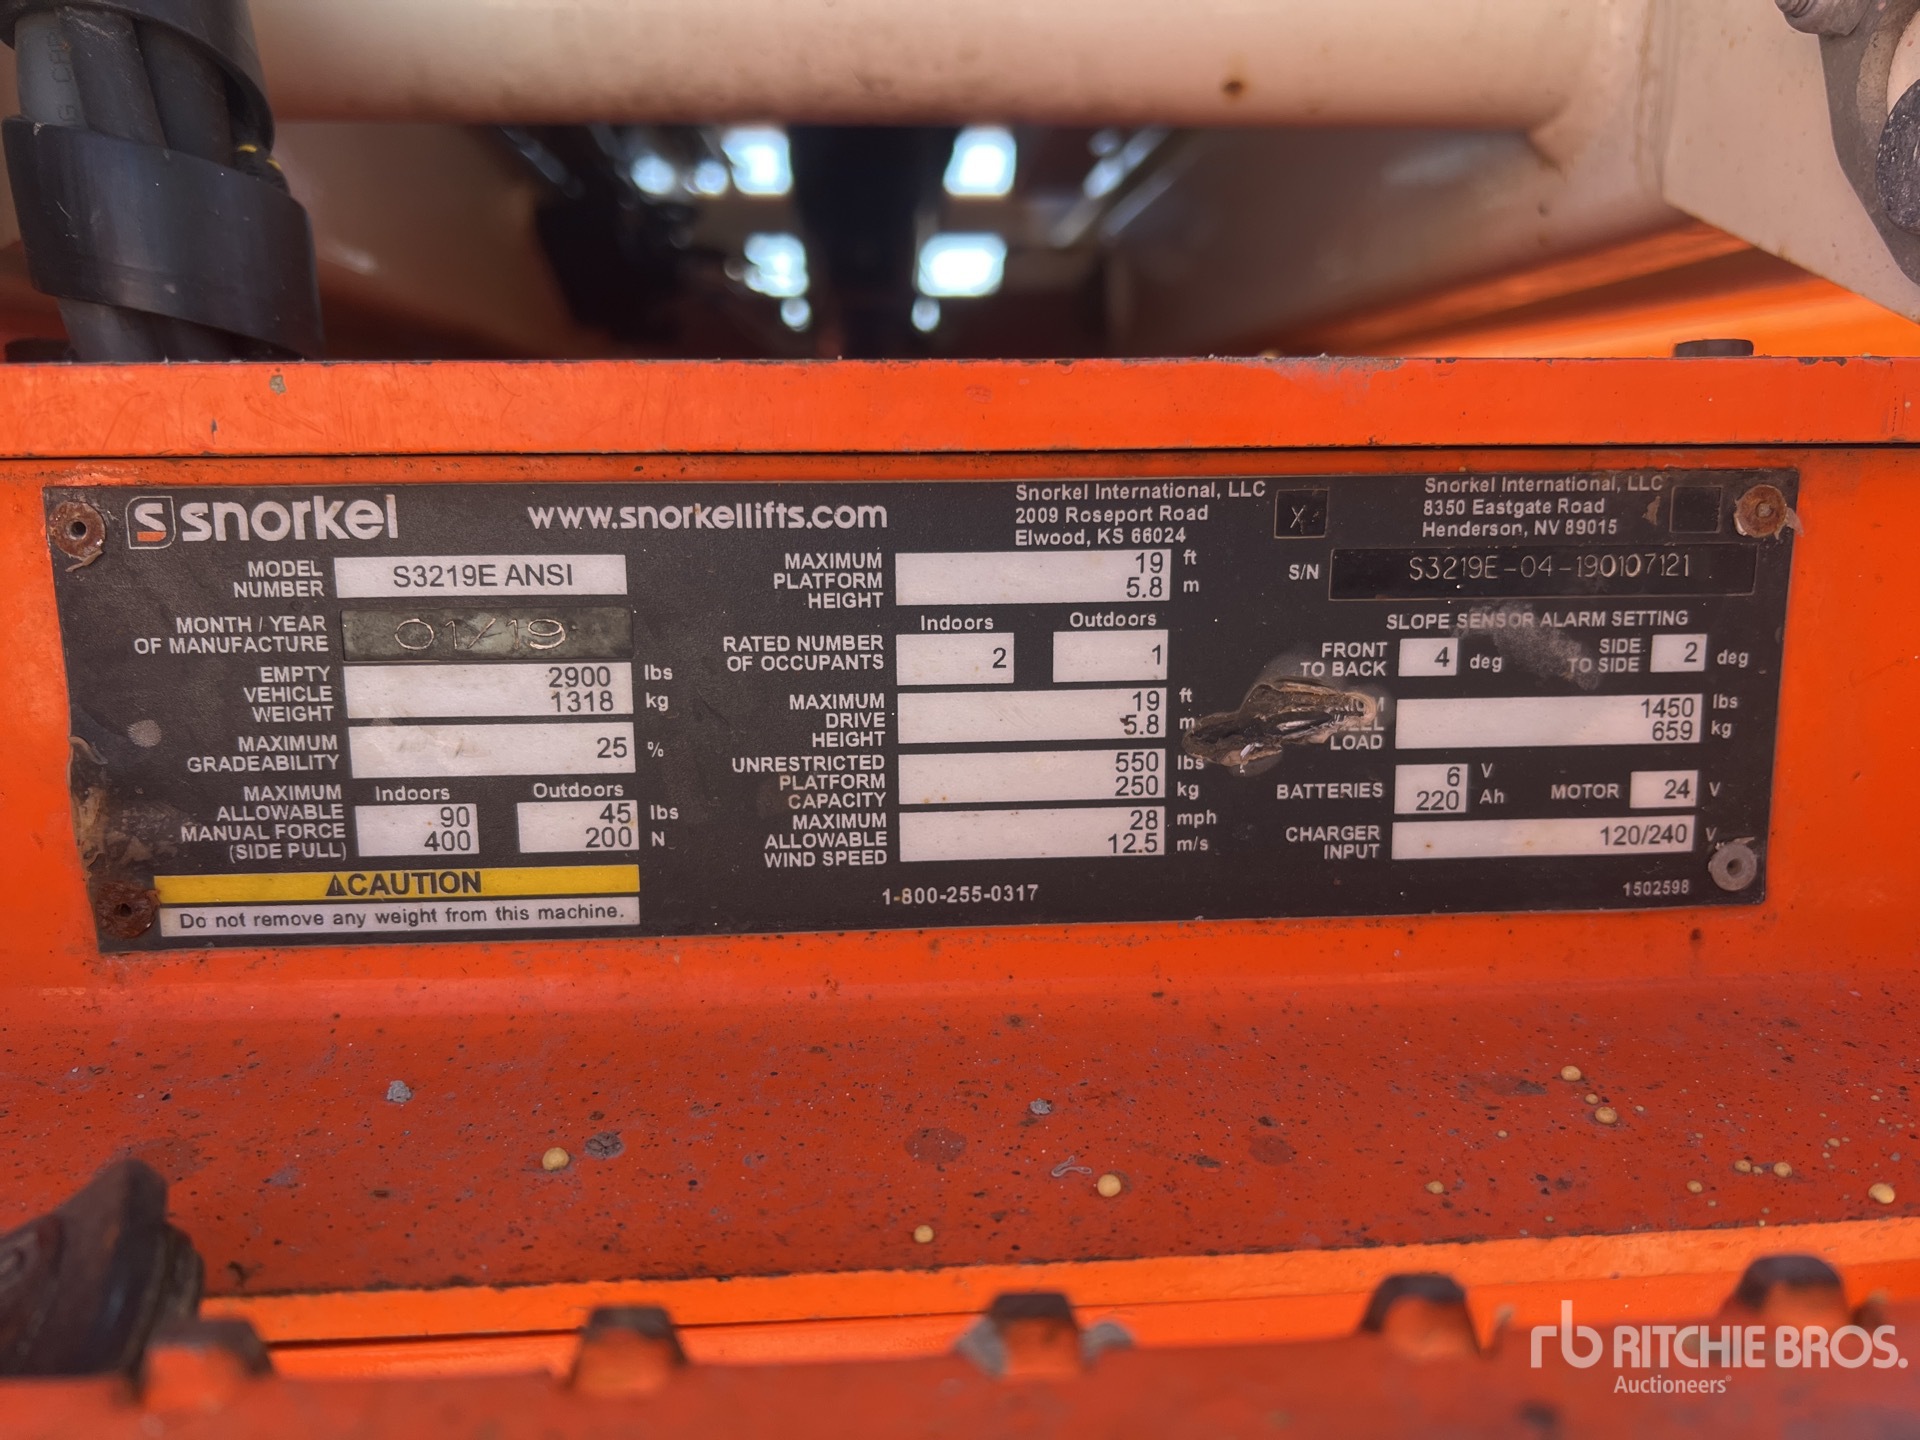 snorkel
www.snorkellifts.com
Snorkel International, LLC
2009 Roseport Road
Elwood, KS 66024
X
Snorkel International, LLC
8350 Eastgate Road
Henderson, NV 89015
MODEL NUMBER S3219E ANSI
MONTH / YEAR OF MANUFACTURE 01/19
EMPTY VEHICLE WEIGHT 2900 lbs
1318 kg
MAXIMUM GRADEABILITY 25 %
MAXIMUM ALLOWABLE MANUAL FORCE (SIDE PULL)
Indoors Outdoors
90 45 lbs
400 200 N
⚠CAUTION
Do not remove any weight from this machine.
MAXIMUM PLATFORM HEIGHT 19 ft
5.8 m
Indoors Outdoors
RATED NUMBER OF OCCUPANTS 2 1
MAXIMUM DRIVE HEIGHT 19 ft
5.8 m
UNRESTRICTED PLATFORM CAPACITY 550 lbs
250 kg
MAXIMUM ALLOWABLE WIND SPEED 28 mph
12.5 m/s
1-800-255-0317
S/N S3219E-04-190107121
SLOPE SENSOR ALARM SETTING
FRONT TO BACK 4 deg
SIDE TO SIDE 2 deg
LOAD 1450 lbs
659 kg
BATTERIES 6 V
220 Ah
MOTOR 24 V
CHARGER INPUT 120/240 V
1502598
rb RITCHIE BROS.
Auctioneers